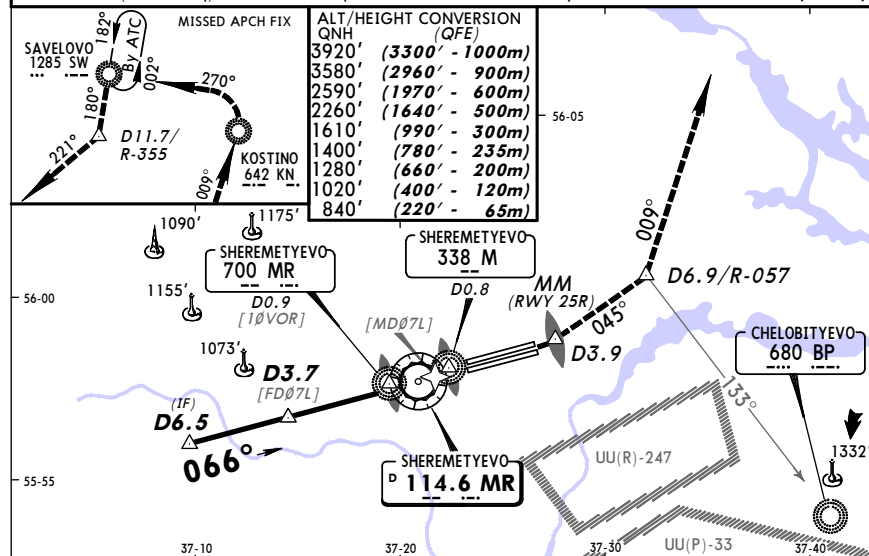 MISSED APCH FIX
SAVELOVO
1285 SW
182°
By ATC
002°
270°
180°
D11.7/
R-355
221°
KOSTINO
642 KN
009°
ALT/HEIGHT CONVERSION
QNH (QFE)
3920' (3300' - 1000m)
3580' (2960' - 900m)
2590' (1970' - 600m)
2260' (1640' - 500m)
1610' (990' - 300m)
1400' (780' - 235m)
1280' (660' - 200m)
1020' (400' - 120m)
840' (220' - 65m)
56-05
1090'
1175'
SHEREMETYEVO
700 MR
SHEREMETYEVO
338 M
009°
D6.9/R-057
56-00
1155'
D0.9
[10VOR]
D0.8
MM
(RWY 25R)
045°
[MD07L]
D3.9
CHELOBITYEVO
680 BP
1073'
D3.7
[FD07L]
133°
(IF)
D6.5
066°
SHEREMETYEVO
D 114.6 MR
UU(R)-247
1332'
55-55
UU(P)-33
37-10
37-20
37-30
37-40